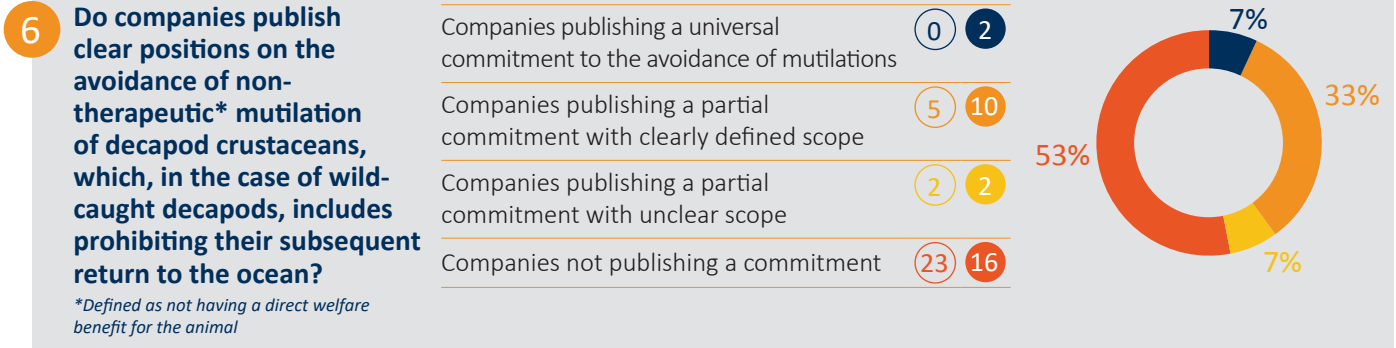 6
Do companies publish
clear positions on the
avoidance of non-
therapeutic* mutilation
of decapod crustaceans,
which, in the case of wild-
caught decapods, includes
prohibiting their subsequent
return to the ocean?
*Defined as not having a direct welfare
benefit for the animal
Companies publishing a universal
commitment to the avoidance of mutilations
0 2
Companies publishing a partial
commitment with clearly defined scope
5 10
Companies publishing a partial
commitment with unclear scope
2 2
Companies not publishing a commitment 23 16
7%
33%
53%
7%